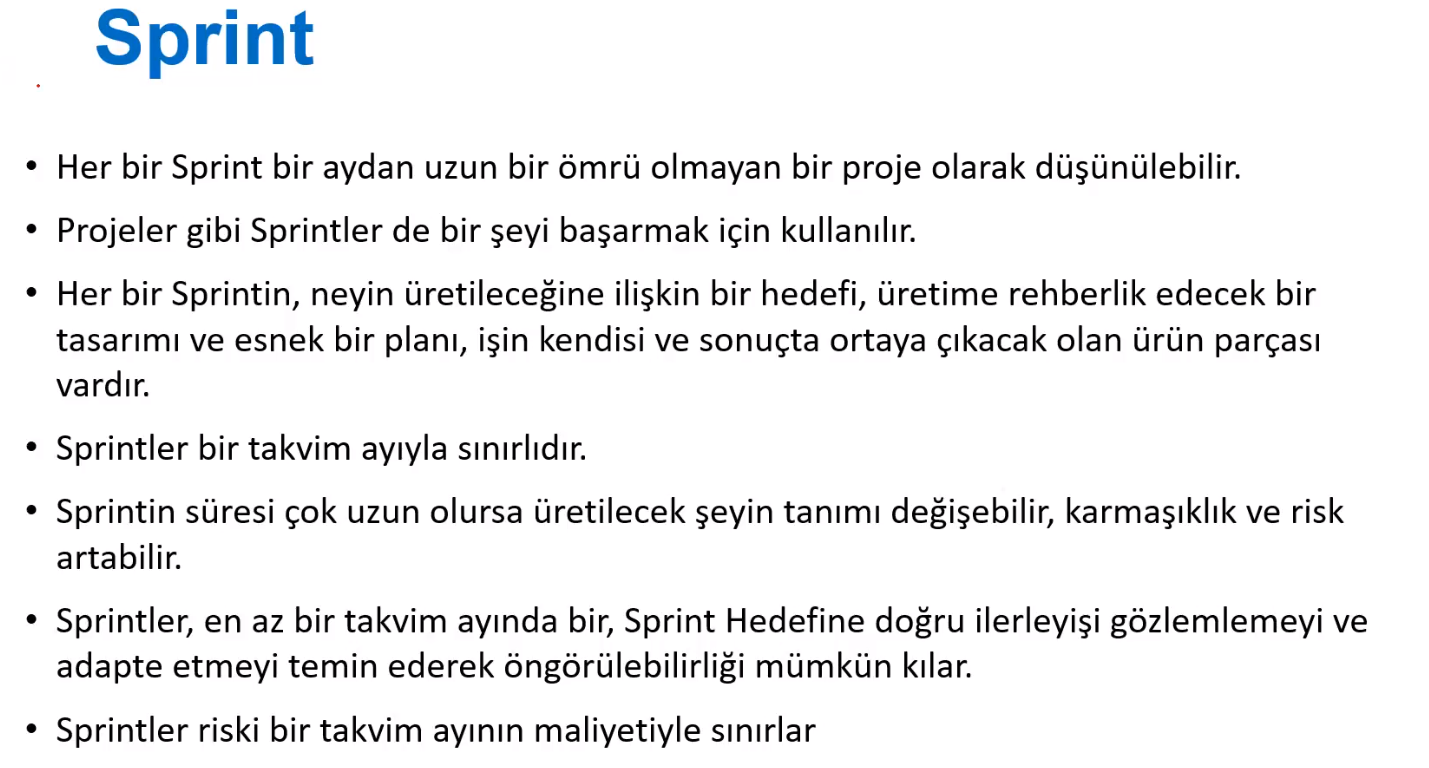 Sprint
• Her bir Sprint bir aydan uzun bir ömrü olmayan bir proje olarak düşünülebilir.
• Projeler gibi Sprintler de bir şeyi başarmak için kullanılır.
• Her bir Sprintin, neyin üretileceğine ilişkin bir hedefi, üretime rehberlik edecek bir
tasarımı ve esnek bir planı, işin kendisi ve sonuçta ortaya çıkacak olan ürün parçası
vardır.
• Sprintler bir takvim ayıyla sınırlıdır.
• Sprintin süresi çok uzun olursa üretilecek şeyin tanımı değişebilir, karmaşıklık ve risk
artabilir.
• Sprintler, en az bir takvim ayında bir, Sprint Hedefine doğru ilerleyişi gözlemlemeyi ve
adapte etmeyi temin ederek öngörülebilirliği mümkün kılar.
• Sprintler riski bir takvim ayının maliyetiyle sınırlar